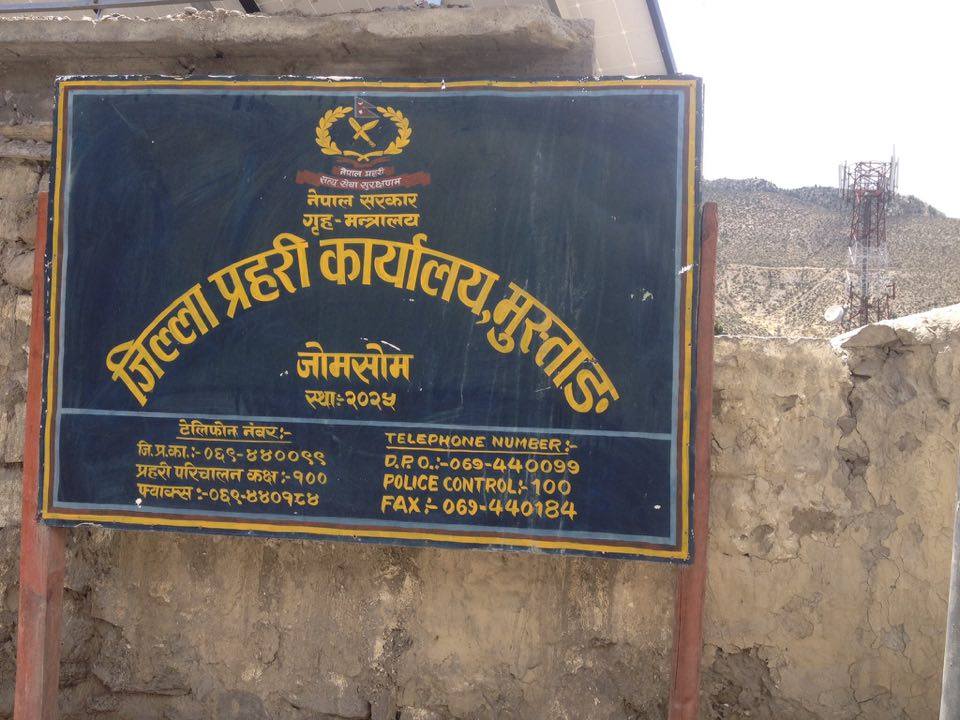 नेपाल प्रहरी
सत्य सेवा सुरक्षणम
नेपाल सरकार
गृह-मन्त्रालय
जिल्ला प्रहरी कार्यालय, मुस्ताङ
जोमसोम
स्था:-२०२५
टेलिफोन नंबर:-
जि.प्र.का.:-०६९-४४००९९
प्रहरी परिचालन कक्ष:-१००
फ्याक्स:-०६९-४४०१८४
TELEPHONE NUMBER:-
D.P.O.:-069-440099
POLICE CONTROL:-100
FAX:- 069-440184